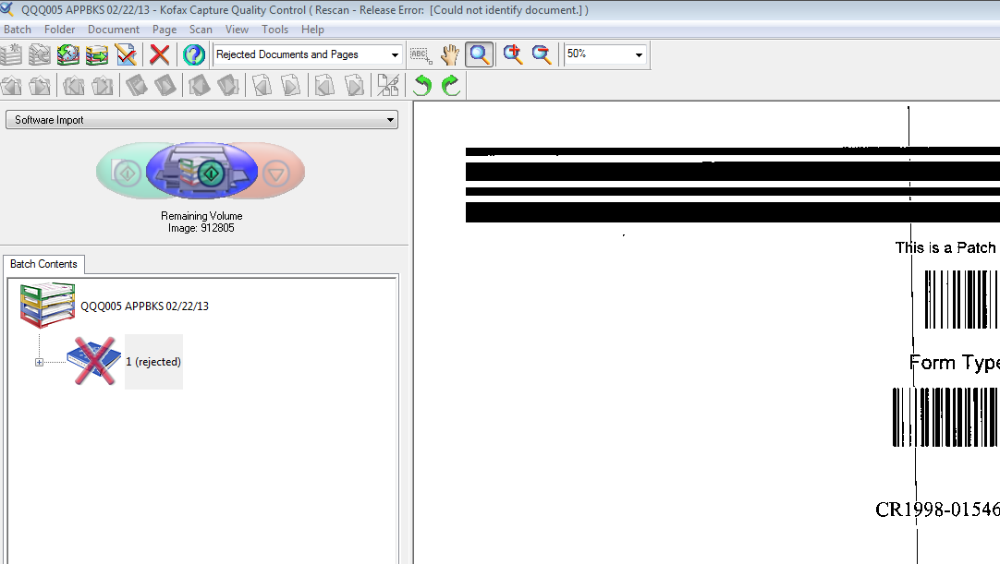 QQQ005 APPBKS 02/22/13 - Kofax Capture Quality Control ( Rescan - Release Error:  [Could not identify document.] )
Batch Folder Document Page Scan View Tools Help
Rejected Documents and Pages
ABC
50%
Software Import
Remaining Volume
Image: 912805
Batch Contents
QQQ005 APPBKS 02/22/13
1 (rejected)
This is a Patch
Form Type
CR1998-01546